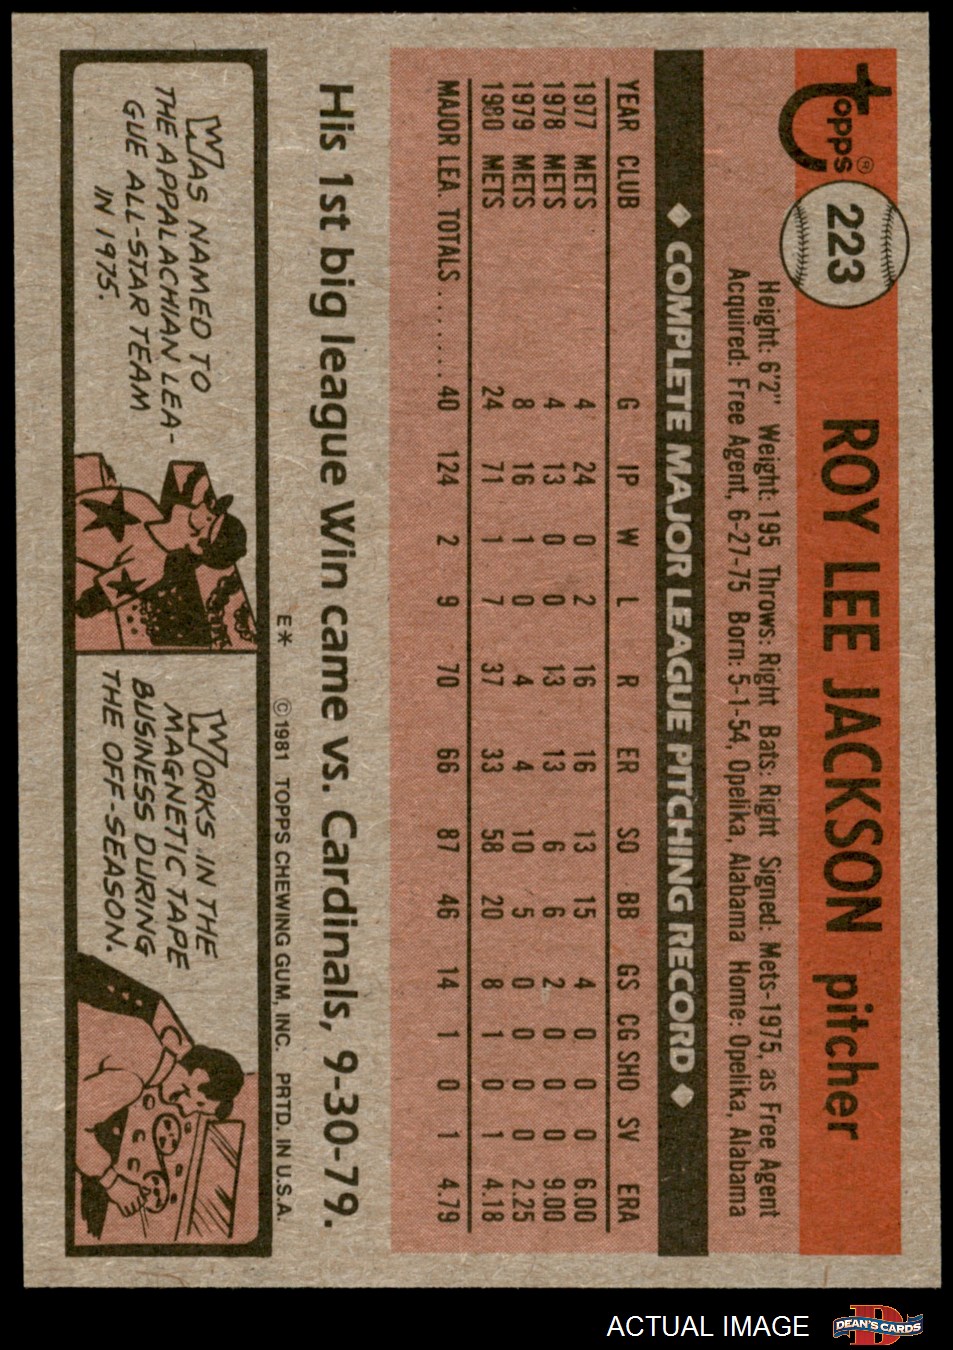 topps®
223
ROY LEE JACKSON pitcher
Height: 6'2" Weight: 195 Throws: Right Bats: Right Signed: Mets-1975, as Free Agent
Acquired: Free Agent, 6-27-75 Born: 5-1-54, Opelika, Alabama Home: Opelika, Alabama
COMPLETE MAJOR LEAGUE PITCHING RECORD
YEAR CLUB G IP W L R ER SO BB GS CG SHO SV ERA
1977 METS 4 24 0 2 16 16 13 15 4 0 0 0 6.00
1978 METS 4 13 0 0 13 13 6 6 2 0 0 0 9.00
1979 METS 8 16 1 0 4 4 10 5 0 0 0 0 2.25
1980 METS 24 71 1 7 37 33 58 20 8 1 0 1 4.18
MAJOR LEA. TOTALS ....... 40 124 2 9 70 66 87 46 14 1 0 1 4.79
His 1st big league Win came vs. Cardinals, 9-30-79.
E* ©1981 TOPPS CHEWING GUM, INC. PRTD. IN U.S.A.
WAS NAMED TO
THE APPALACHIAN LEA-
GUE ALL-STAR TEAM
IN 1975.
WORKS IN THE
MAGNETIC TAPE
BUSINESS DURING
THE OFF-SEASON.
ACTUAL IMAGE
D
DEAN'S CARDS